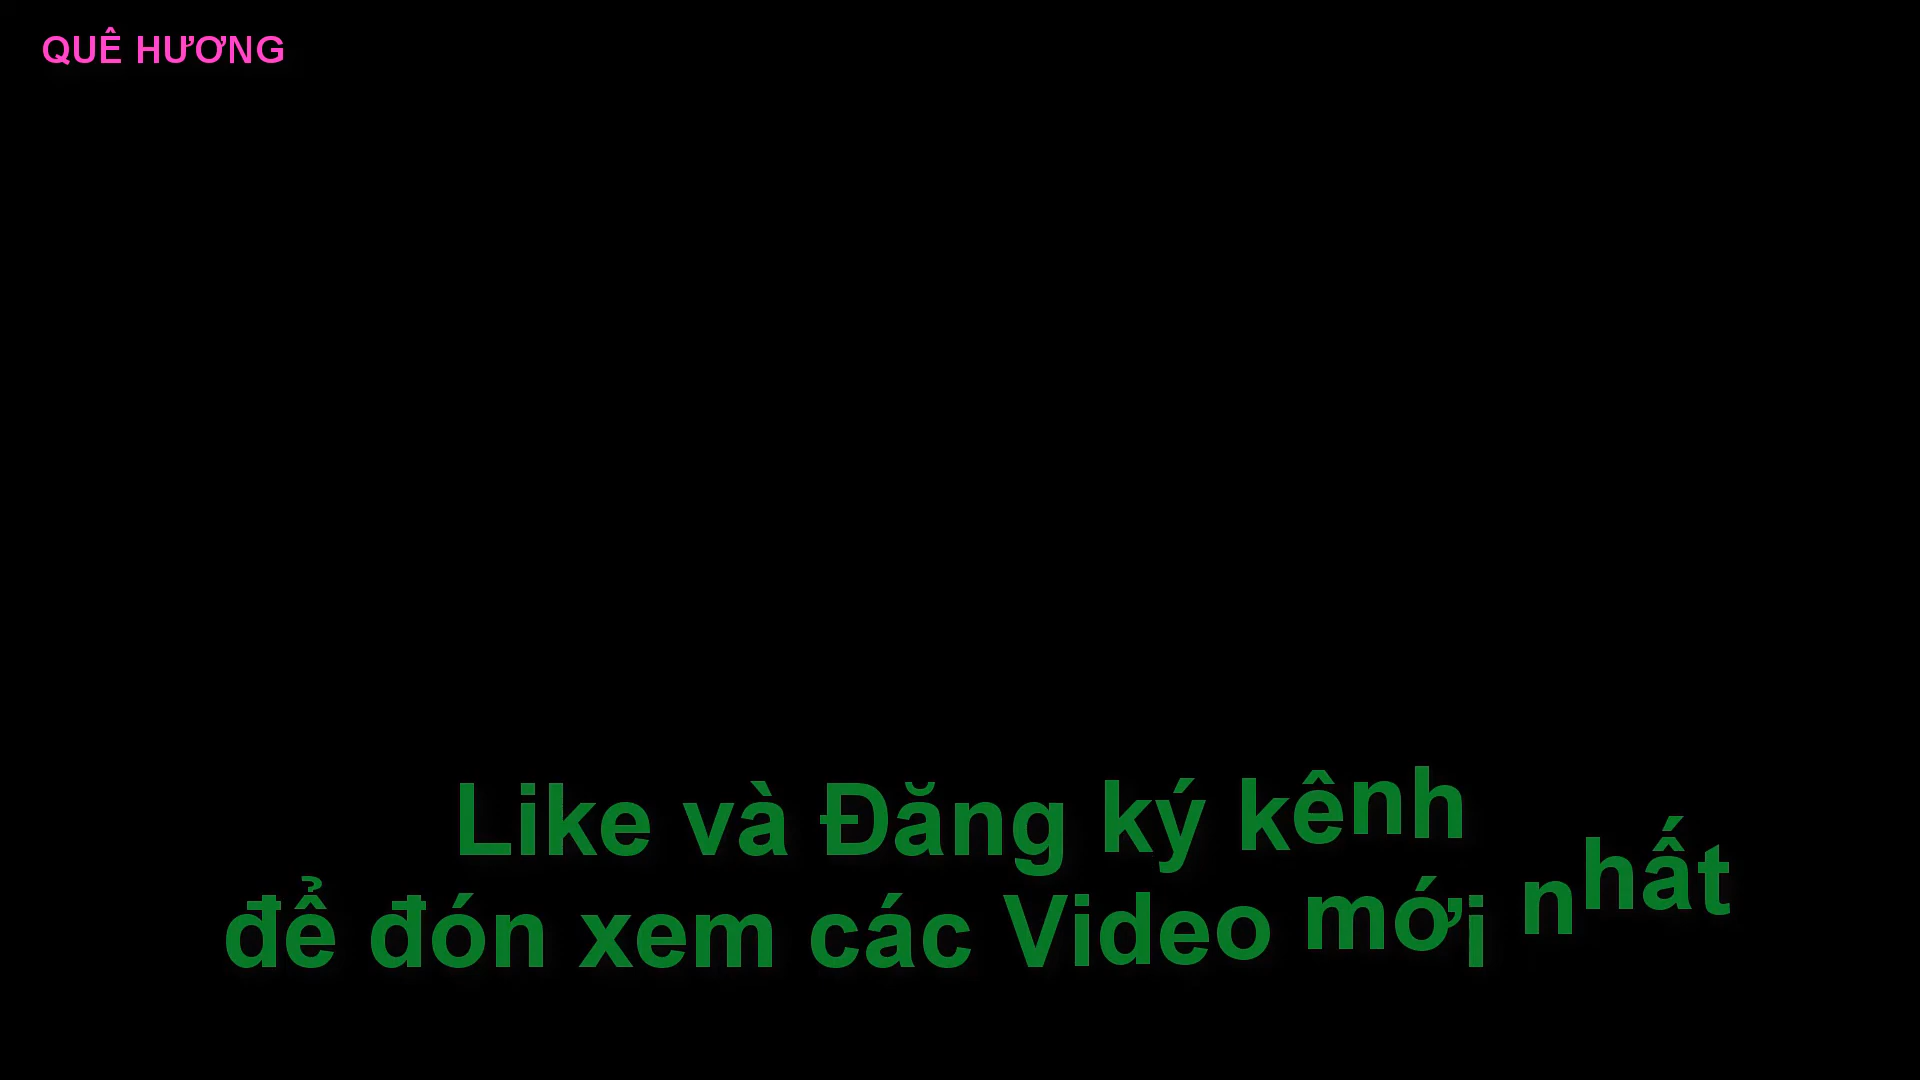 QUÊ HƯƠNG
Like và Đăng ký kênh
để đón xem các Video mới nhất